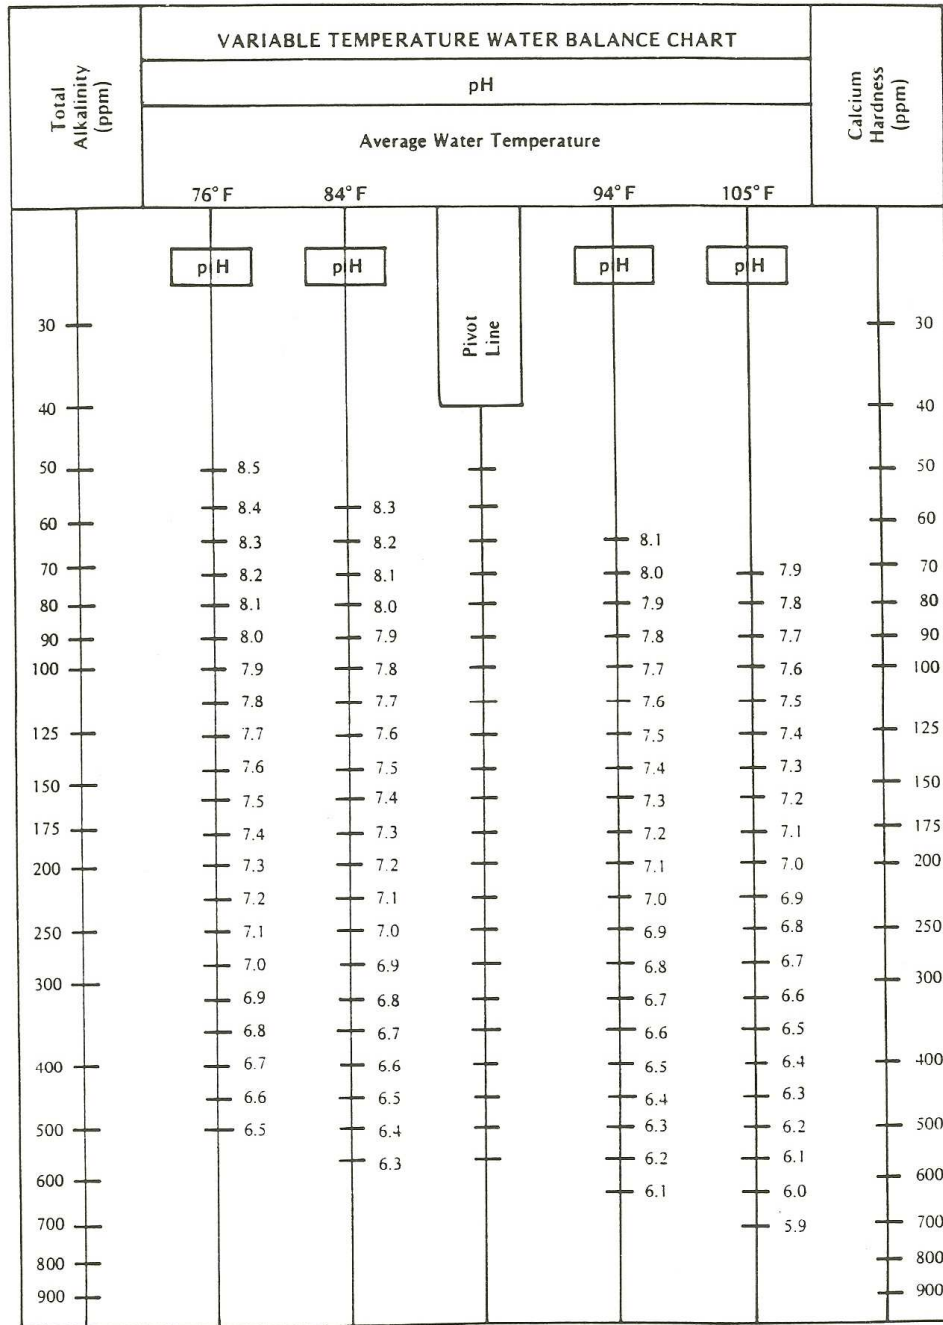 VARIABLE TEMPERATURE WATER BALANCE CHART
Total
Alkalinity
(ppm)
pH
Calcium
Hardness
(ppm)
Average Water Temperature
76°F 84°F 94°F 105°F
pH pH pH pH
Pivot
Line
30 30
40 40
50 8.5 50
8.4 8.3
60 60
8.3 8.2 8.1
70 8.2 8.1 8.0 7.9 70
80 8.1 8.0 7.9 7.8 80
90 8.0 7.9 7.8 7.7 90
100 7.9 7.8 7.7 7.6 100
7.8 7.7 7.6 7.5
125 7.7 7.6 7.5 7.4 125
7.6 7.5 7.4 7.3
150 7.5 7.4 7.3 7.2 150
175 7.4 7.3 7.2 7.1 175
200 7.3 7.2 7.1 7.0 200
7.2 7.1 7.0 6.9
250 7.1 7.0 6.9 6.8 250
7.0 6.9 6.8 6.7
300 6.9 6.8 6.7 6.6 300
6.8 6.7 6.6 6.5
400 6.7 6.6 6.5 6.4 400
6.6 6.5 6.4 6.3
500 6.5 6.4 6.3 6.2 500
6.3 6.2 6.1
600 6.1 6.0 600
700 5.9 700
800 800
900 900